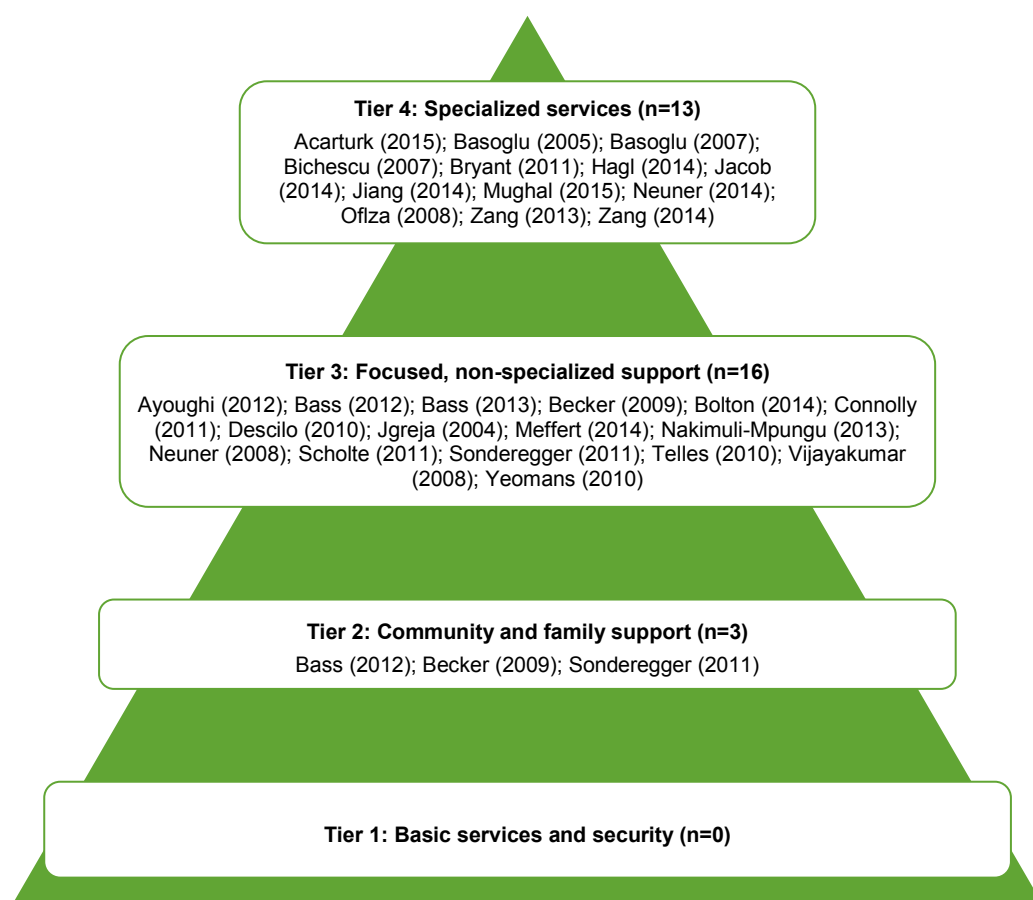 Tier 4: Specialized services (n=13)
Acarturk (2015); Basoglu (2005); Basoglu (2007);
Bichescu (2007); Bryant (2011); Hagl (2014); Jacob
(2014); Jiang (2014); Mughal (2015); Neuner (2014);
Oflza (2008); Zang (2013); Zang (2014)
Tier 3: Focused, non-specialized support (n=16)
Ayoughi (2012); Bass (2012); Bass (2013); Becker (2009); Bolton (2014); Connolly
(2011); Descilo (2010); Jgreja (2004); Meffert (2014); Nakimuli-Mpungu (2013);
Neuner (2008); Scholte (2011); Sonderegger (2011); Telles (2010); Vijayakumar
(2008); Yeomans (2010)
Tier 2: Community and family support (n=3)
Bass (2012); Becker (2009); Sonderegger (2011)
Tier 1: Basic services and security (n=0)